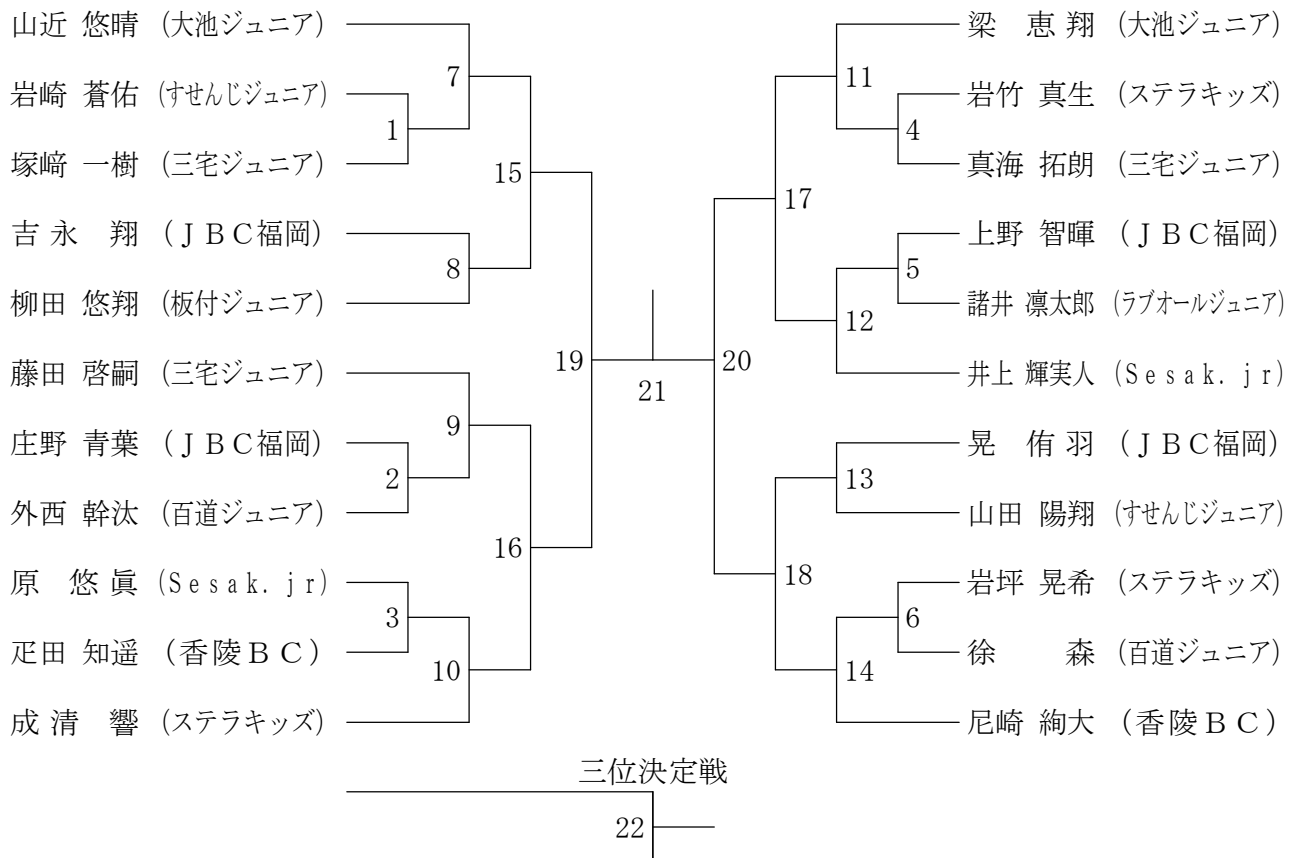 山近 悠晴 (大池ジュニア)
7
岩崎 蒼佑 (すせんじジュニア)
1
塚﨑 一樹 (三宅ジュニア)
15
吉永 翔 (JBC福岡)
8
柳田 悠翔 (板付ジュニア)
19
藤田 啓嗣 (三宅ジュニア)
9
庄野 青葉 (JBC福岡)
2
外西 幹汰 (百道ジュニア)
16
原 悠眞 (Sesak.jr)
3
疋田 知遥 (香陵BC)
10
成清 響 (ステラキッズ)
21
梁 恵翔 (大池ジュニア)
11
岩竹 真生 (ステラキッズ)
4
真海 拓朗 (三宅ジュニア)
17
上野 智暉 (JBC福岡)
5
諸井 凛太郎 (ラブオールジュニア)
12
井上 輝実人 (Sesak.jr)
20
晃 侑羽 (JBC福岡)
13
山田 陽翔 (すせんじジュニア)
18
岩坪 晃希 (ステラキッズ)
6
徐 森 (百道ジュニア)
14
尼崎 絢大 (香陵BC)
三位決定戦
22